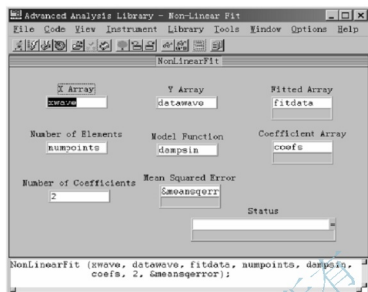 Advanced Analysis Library - Non-Linear Fit
File Code View Instrument Library Tools Window Options Help
NonLinearFit
X Array
Y Array
Fitted Array
xwave
datawave
fitdata
Number of Elements
Model Function
Coefficient Array
numpoints
dampsin
coefs
Number of Coefficients
Mean Squared Error
2
&meansqerr
Status
NonLinearFit (xwave, datawave, fitdata, numpoints, dampsin,
coefs, 2, &meansqerror);